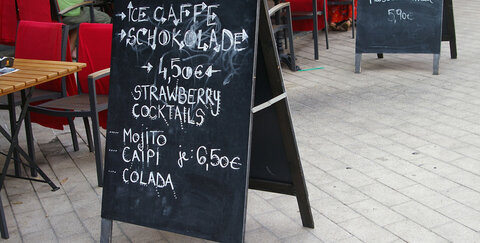 ICE CAFFE
SCHOKOLADE
4,50€
STRAWBERRY
COCKTAILS
MOJITO
CAIPI je: 6,50€
COLADA
5,90€